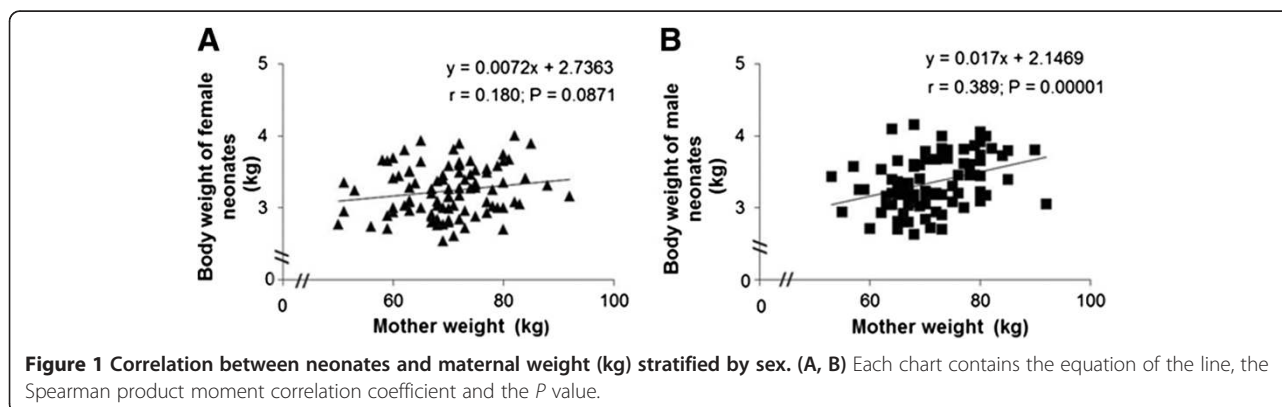 A
y = 0.0072x + 2.7363
r = 0.180; P = 0.0871
Body weight of female
neonates
(kg)
5
4
3
0
0
60
80
100
Mother weight (kg)
B
y = 0.017x + 2.1469
r = 0.389; P = 0.00001
Body weight of male
neonates
(kg)
5
4
3
0
0
60
80
100
Mother weight (kg)
Figure 1 Correlation between neonates and maternal weight (kg) stratified by sex. (A, B) Each chart contains the equation of the line, the
Spearman product moment correlation coefficient and the P value.